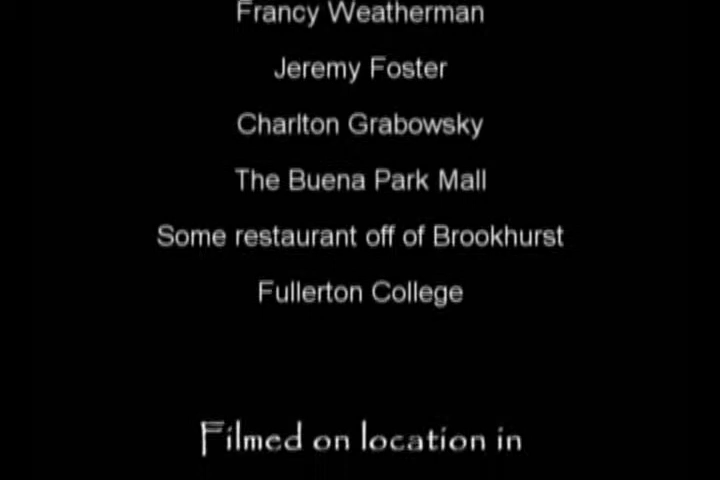 Francy Weatherman
Jeremy Foster
Charlton Grabowsky
The Buena Park Mall
Some restaurant off of Brookhurst
Fullerton College
Filmed on location in